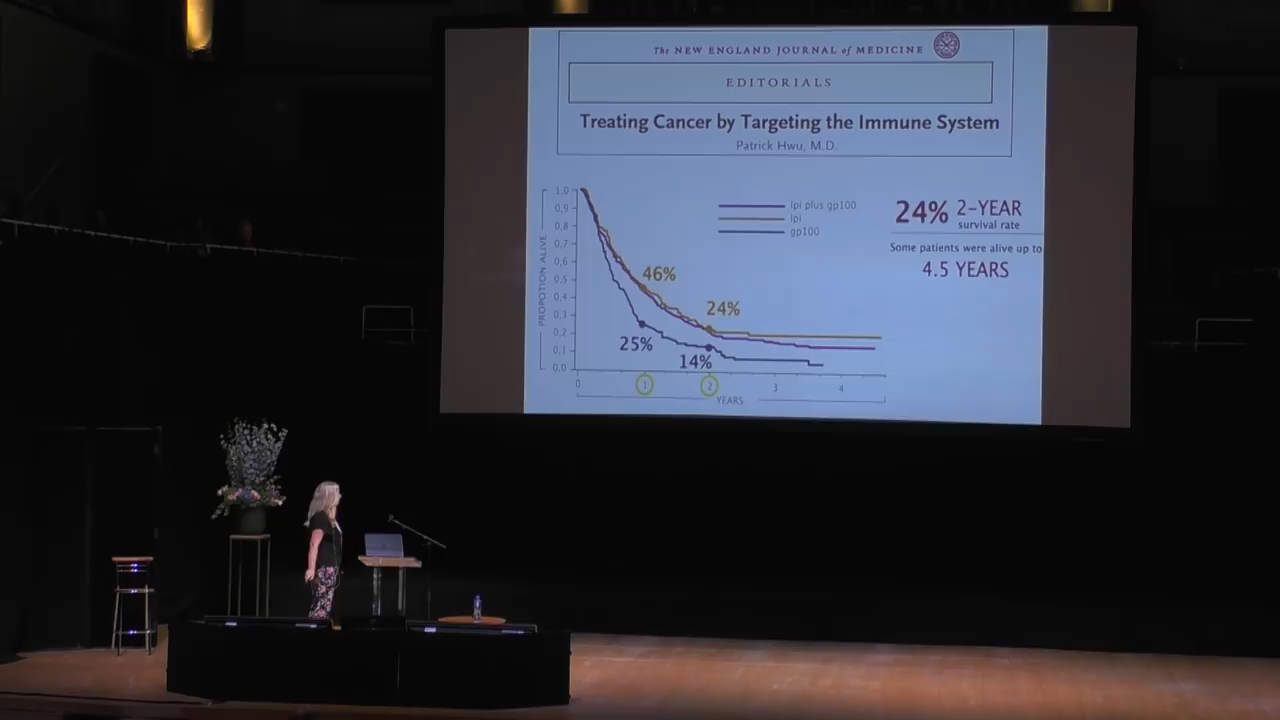 The NEW ENGLAND JOURNAL of MEDICINE
EDITORIALS
Treating Cancer by Targeting the Immune System
Patrick Hwu, M.D.
PROPOTION ALIVE
1,0
0,9
0,8
0,7
0,6
0,5
0,4
0,3
0,2
0,1
0,0
Ipi plus gp100
Ipi
gp100
46%
24%
25%
14%
0
1
2
3
4
YEARS
24% 2-YEAR
survival rate
Some patients were alive up to
4.5 YEARS